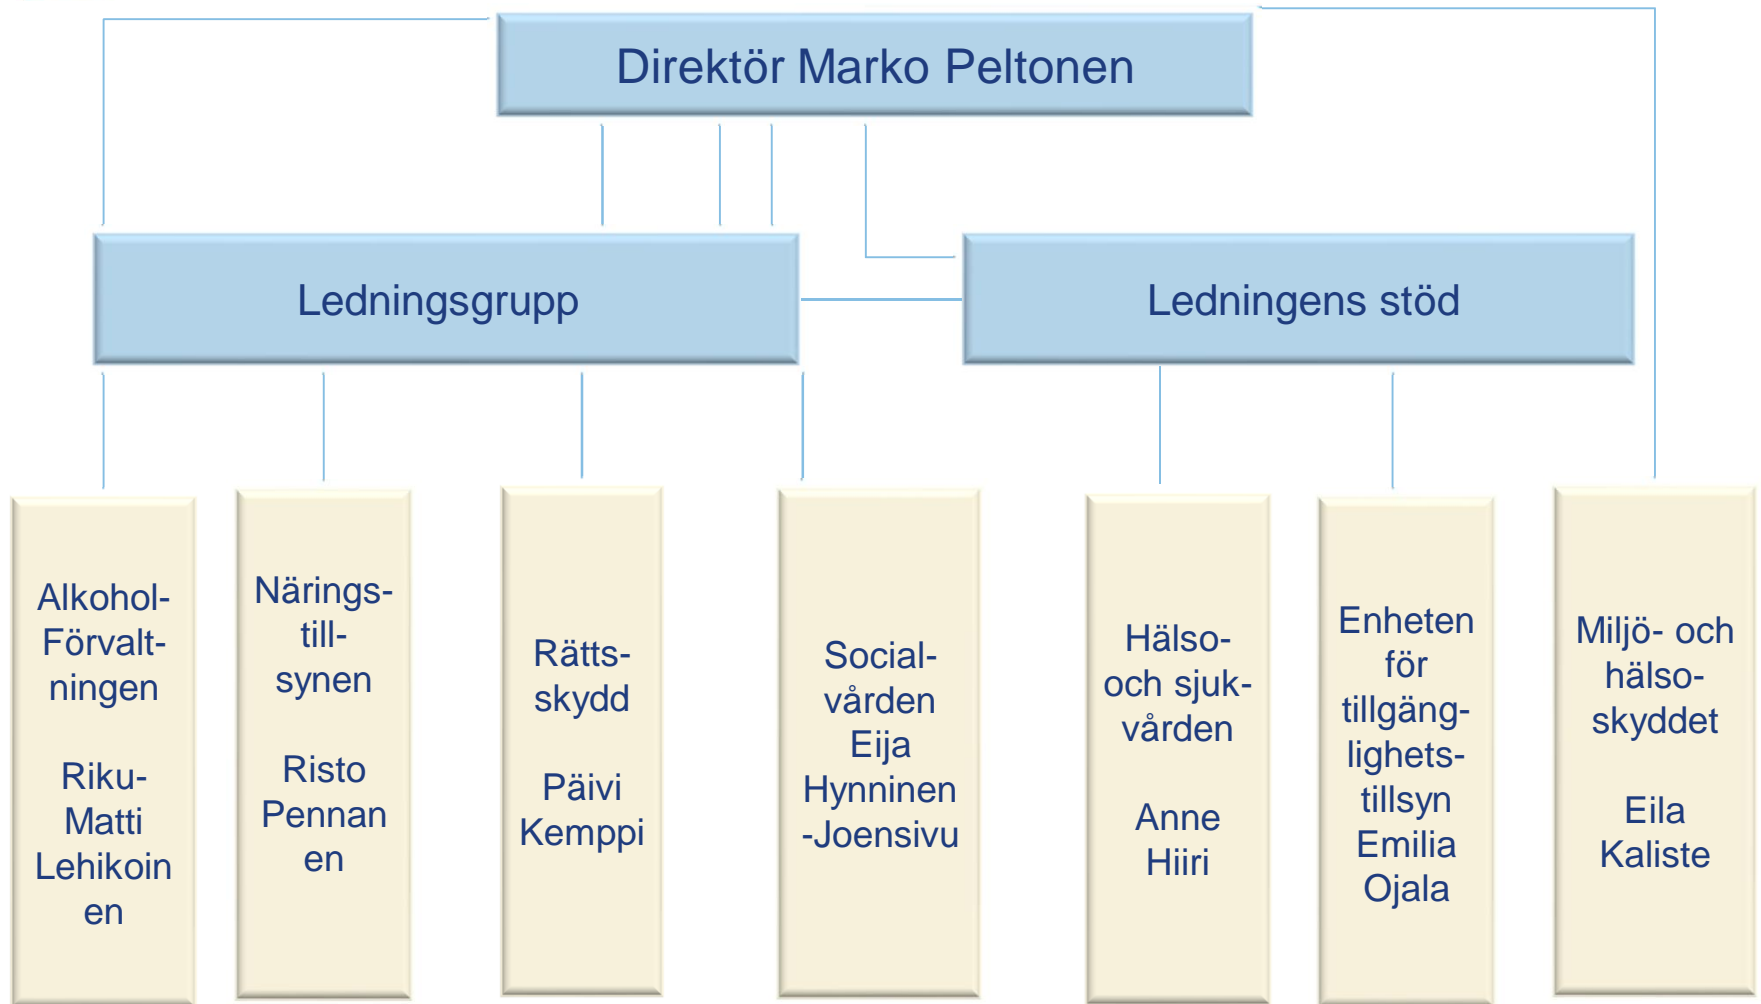 Direktör Marko Peltonen
Ledningsgrupp
Ledningens stöd
Alkohol-
Förvalt-
ningen
Riku-
Matti
Lehikoin
en
Närings-
till-
synen
Risto
Pennan
en
Rätts-
skydd
Päivi
Kemppi
Social-
vården
Eija
Hynninen
-Joensivu
Hälso-
och sjuk-
vården
Anne
Hiiri
Enheten
för
tillgäng-
lighets-
tillsyn
Emilia
Ojala
Miljö- och
hälso-
skyddet
Eila
Kaliste